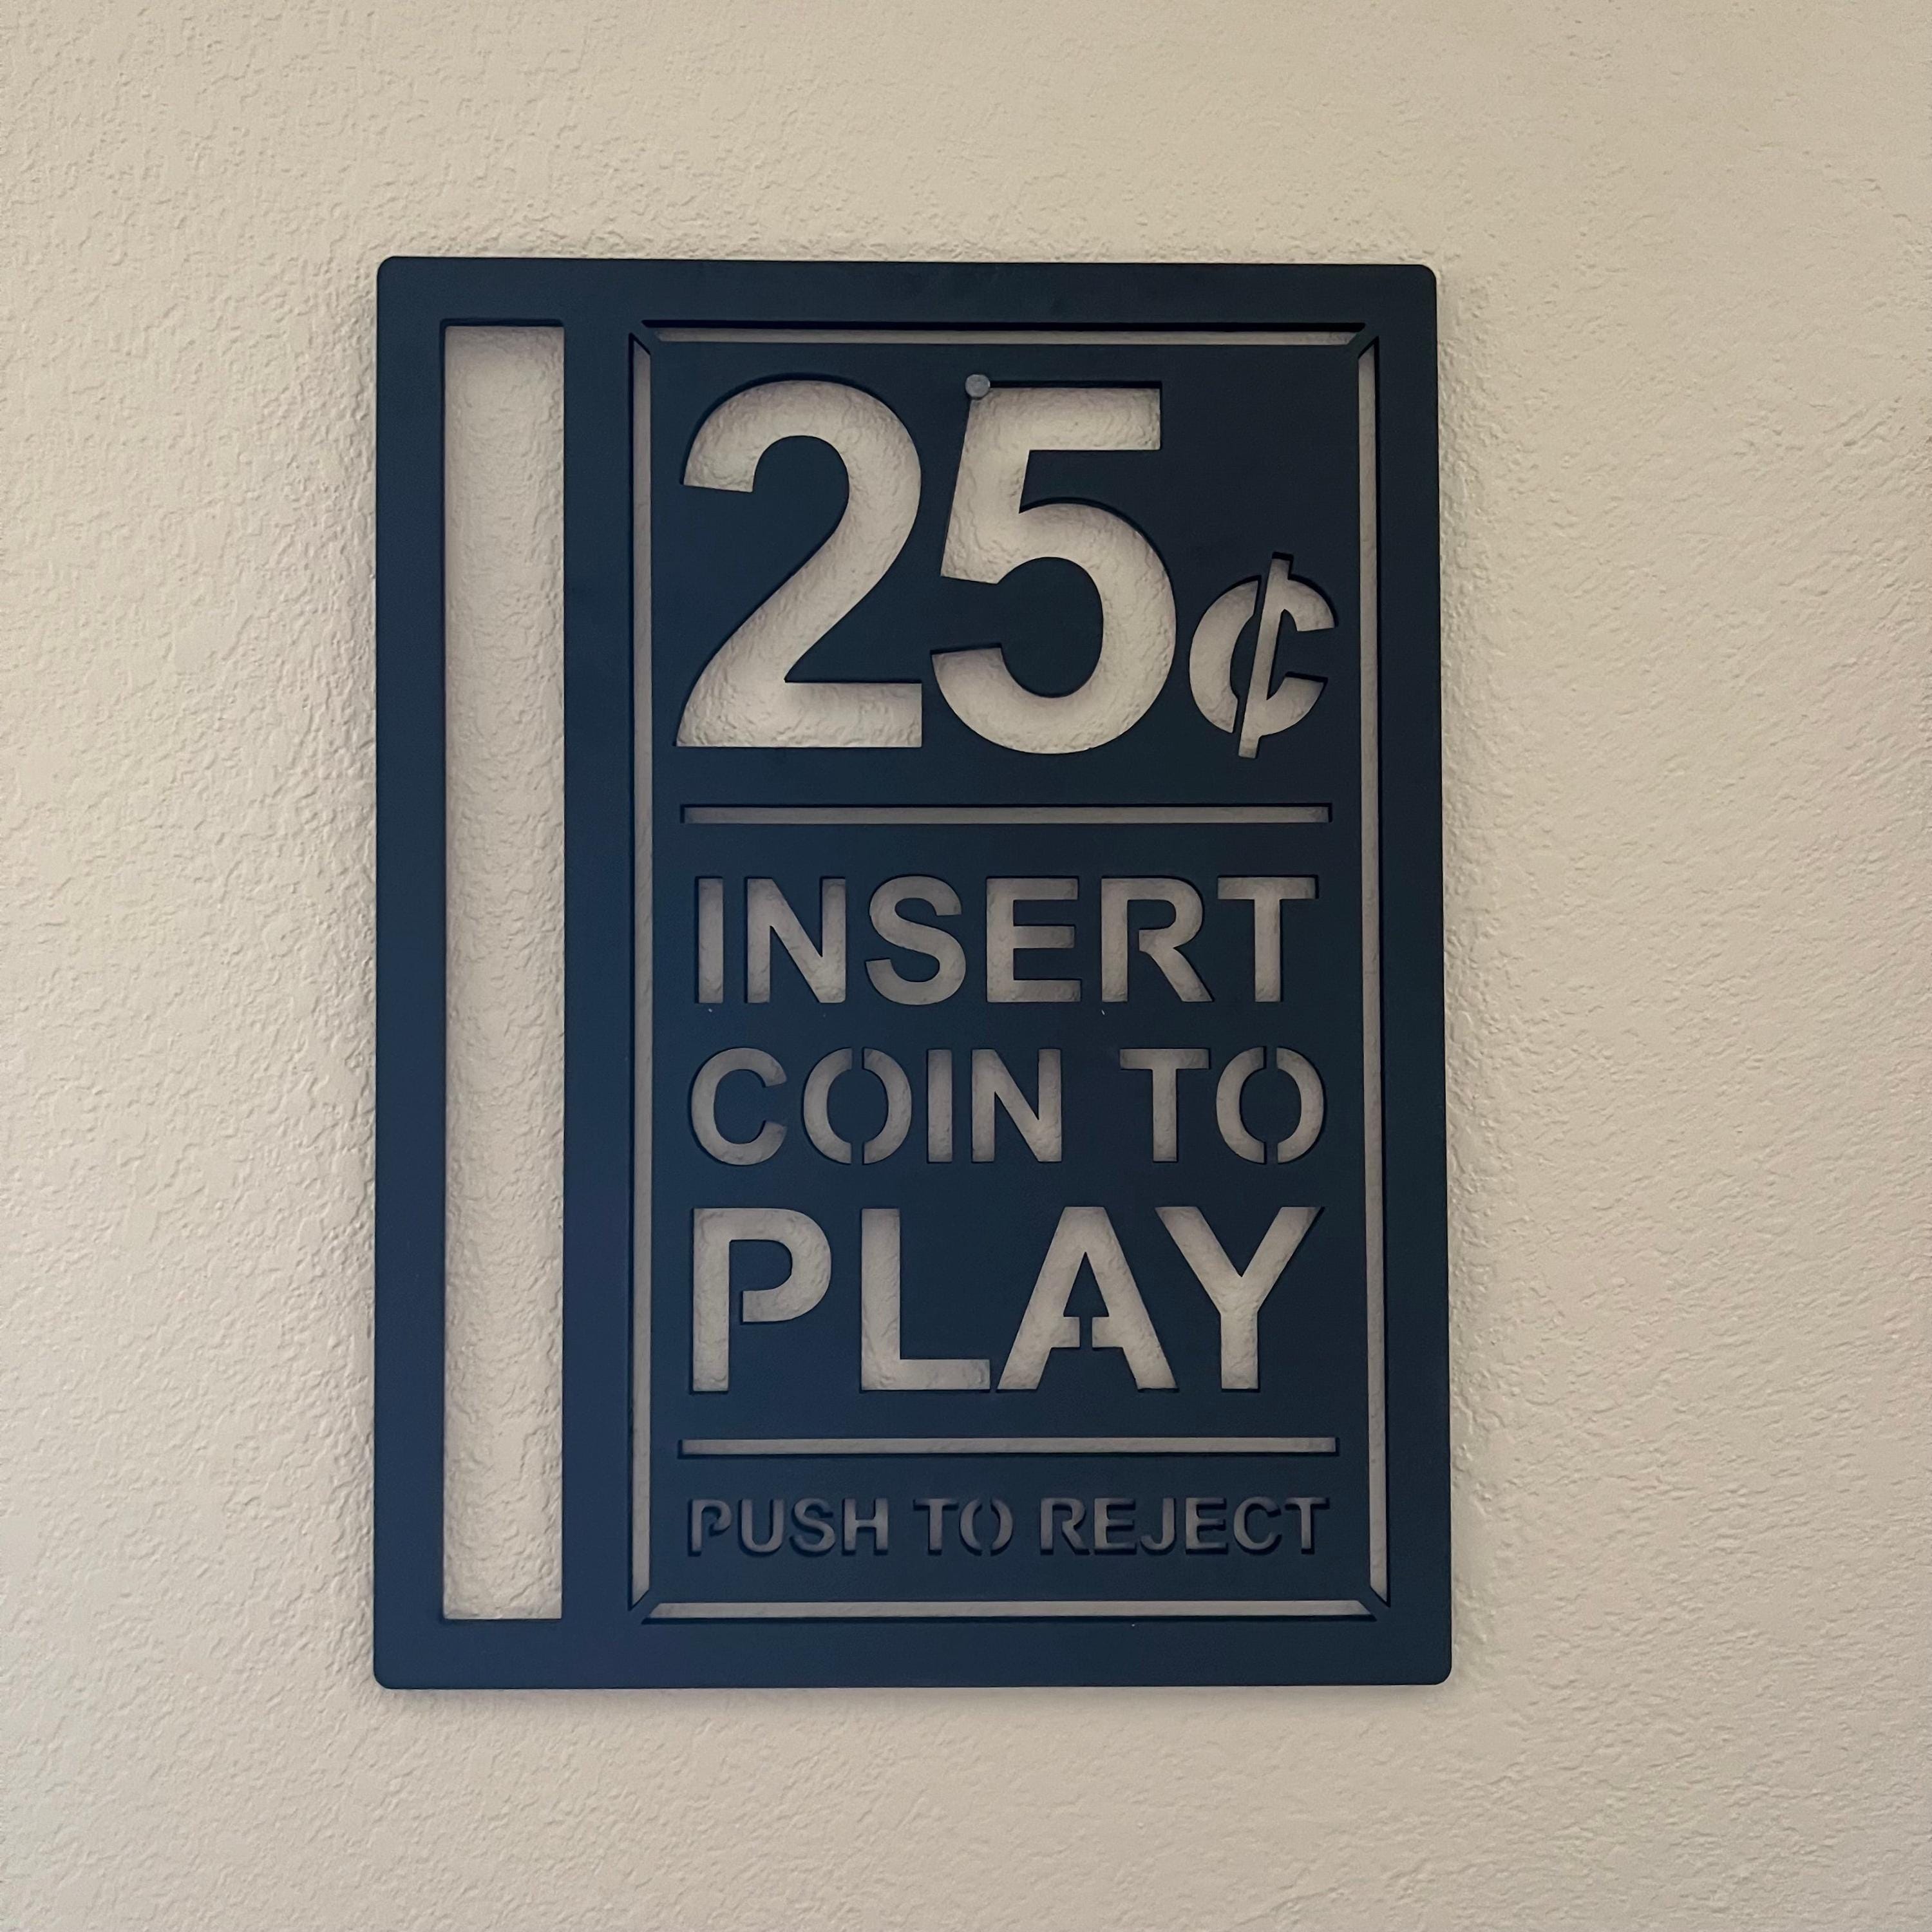 25¢
INSERT
COIN TO
PLAY
PUSH TO REJECT